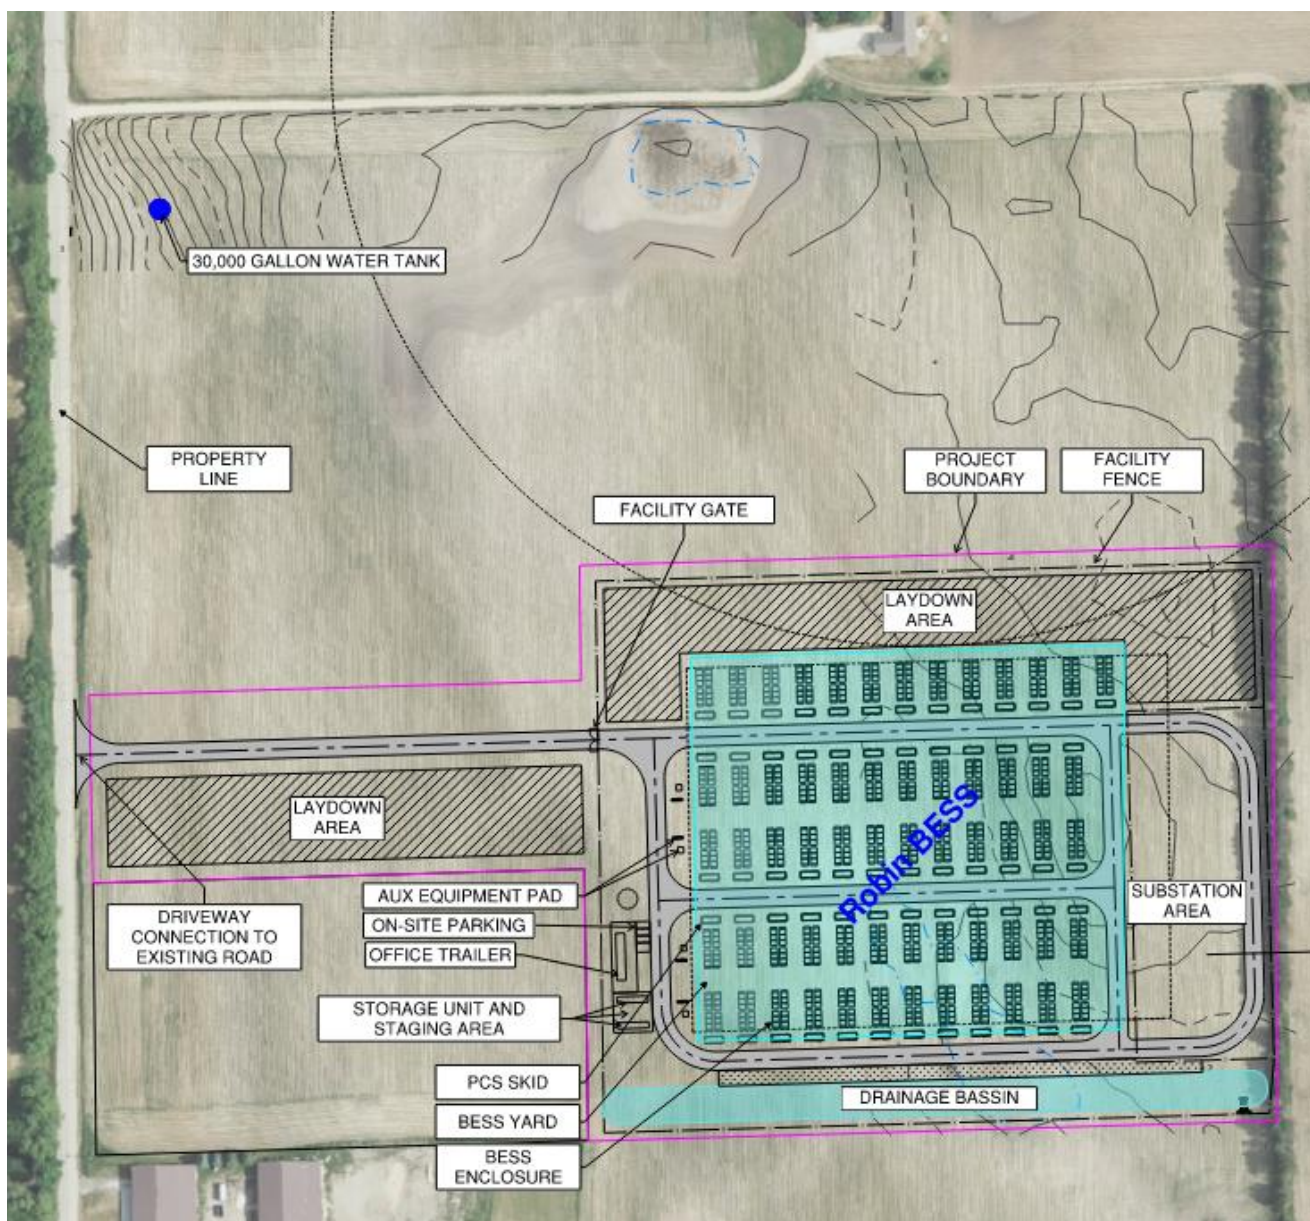 30,000 GALLON WATER TANK
PROPERTY
LINE
PROJECT
BOUNDARY
FACILITY
FENCE
FACILITY GATE
LAYDOWN
AREA
LAYDOWN
AREA
Robin BESS
SUBSTATION
AREA
AUX EQUIPMENT PAD
ON-SITE PARKING
OFFICE TRAILER
DRIVEWAY
CONNECTION TO
EXISTING ROAD
STORAGE UNIT AND
STAGING AREA
PCS SKID
BESS YARD
BESS
ENCLOSURE
DRAINAGE BASSIN